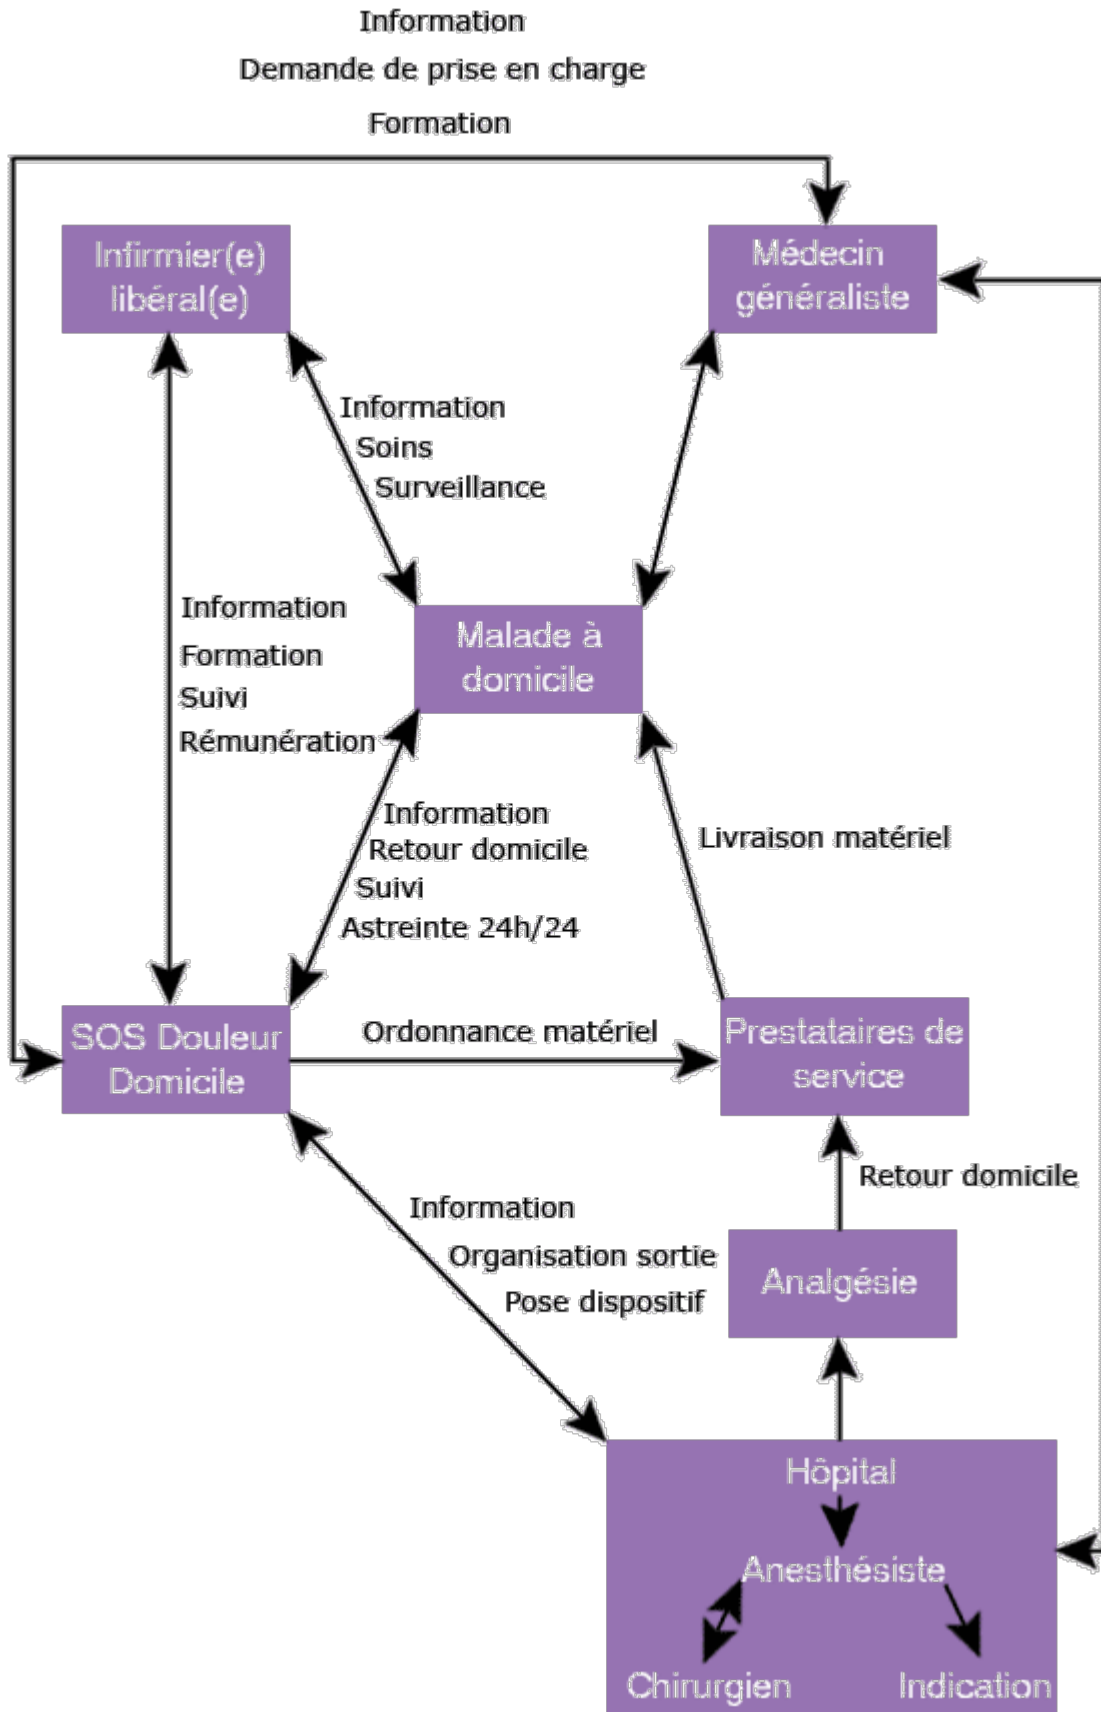 Information
Demande de prise en charge
Formation
Infirmier(e)
libéral(e)
Médecin
généraliste
Information
Soins
Surveillance
Information
Formation
Suivi
Rémunération
Malade à
domicile
Information
Retour domicile
Suivi
Astreinte 24h/24
Livraison matériel
SOS Douleur
Domicile
Ordonnance matériel
Prestataires de
service
Retour domicile
Information
Organisation sortie
Pose dispositif
Analgésie
Hôpital
Anesthésiste
Chirurgien
Indication